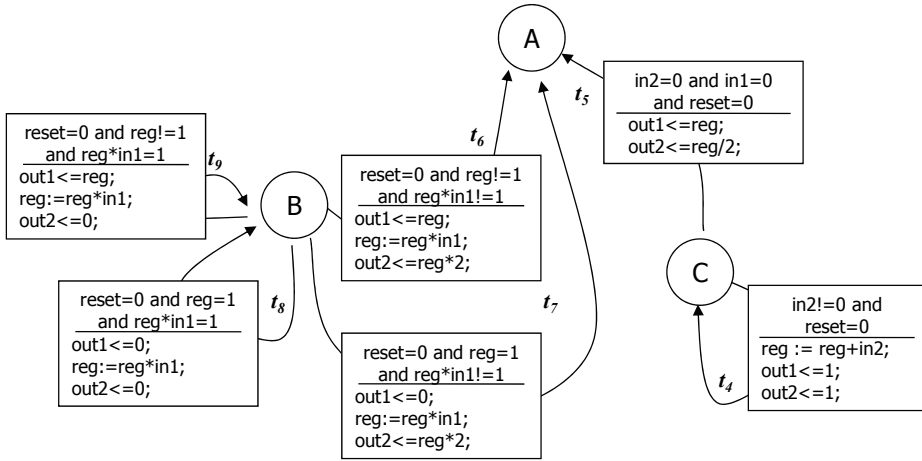 A
t5
in2=0 and in1=0
and reset=0
out1<=reg;
out2<=reg/2;
reset=0 and reg!=1
and reg*in1=1
out1<=reg;
reg:=reg*in1;
out2<=0;
t9
B
t6
reset=0 and reg!=1
and reg*in1!=1
out1<=reg;
reg:=reg*in1;
out2<=reg*2;
C
reset=0 and reg=1
and reg*in1=1
out1<=0;
reg:=reg*in1;
out2<=0;
t8
t7
reset=0 and reg=1
and reg*in1!=1
out1<=0;
reg:=reg*in1;
out2<=reg*2;
t4
in2!=0 and
reset=0
reg := reg+in2;
out1<=1;
out2<=1;